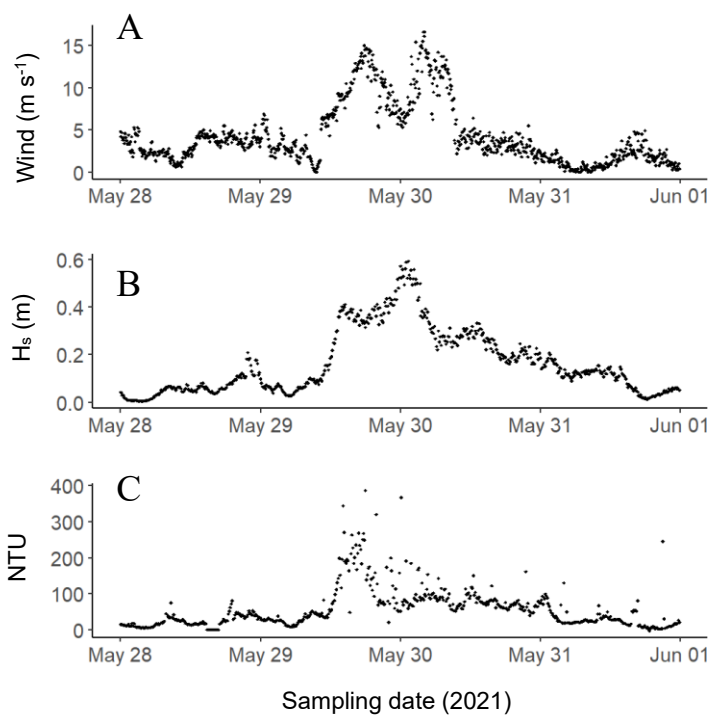 A
Wind (m s⁻¹)
15
10
5
0
May 28 May 29 May 30 May 31 Jun 01
B
Hₛ (m)
0.6
0.4
0.2
0.0
May 28 May 29 May 30 May 31 Jun 01
C
NTU
400
300
200
100
0
May 28 May 29 May 30 May 31 Jun 01
Sampling date (2021)